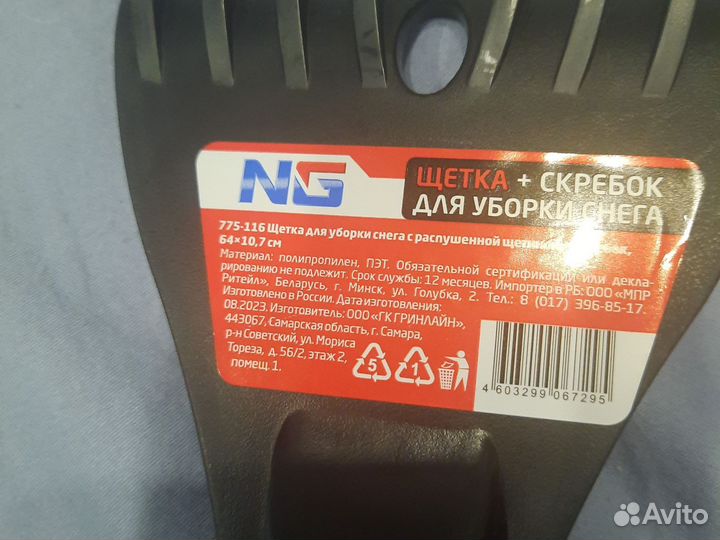 NG
ЩЕТКА + СКРЕБОК
ДЛЯ УБОРКИ СНЕГА
775-116 Щетка для уборки снега с распушенной
64×10,7 см
Материал: полипропилен, ПЭТ. Обязательной сертификации или декла-
рированию не подлежит. Срок службы: 12 месяцев. Импортер в РБ: ООО «МПР
Ритейл», Беларусь, г. Минск, ул. Голубка, 2. Тел.: 8 (017) 396-85-17.
Изготовлено в России. Дата изготовления:
08.2023. Изготовитель: ООО «ГК ГРИНЛАЙН»,
443067, Самарская область, г. Самара,
р-н Советский, ул. Мориса
Тореза, д. 56/2, этаж 2,
помещ. 1.
5
1
4 603299 067295
Avito